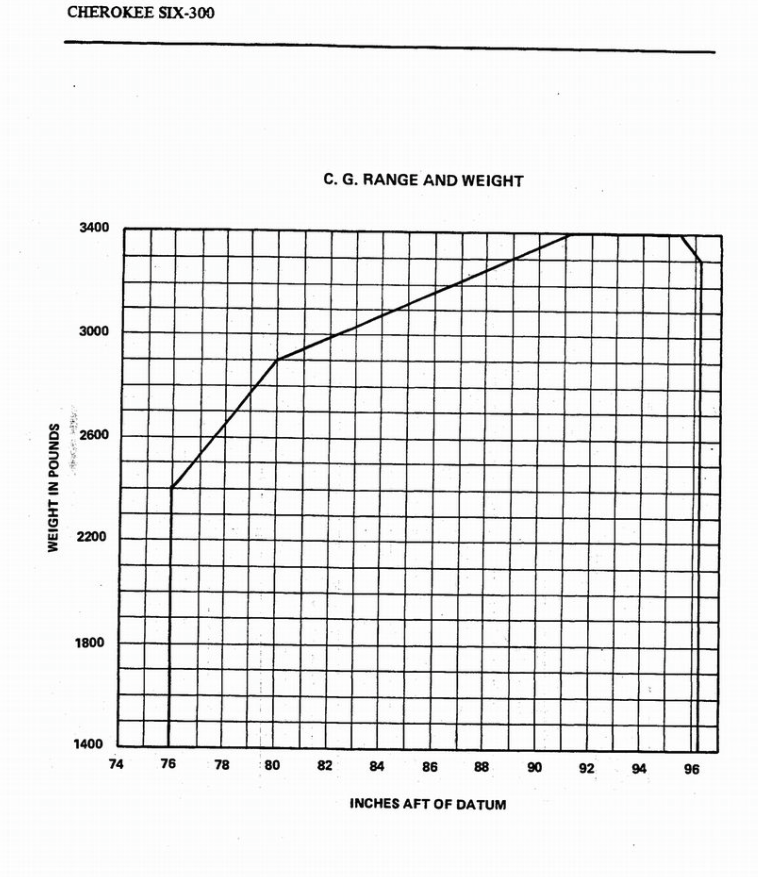 CHEROKEE SIX-300
C. G. RANGE AND WEIGHT
3400
3000
2600
2200
1800
1400
WEIGHT IN POUNDS
74 76 78 80 82 84 86 88 90 92 94 96
INCHES AFT OF DATUM